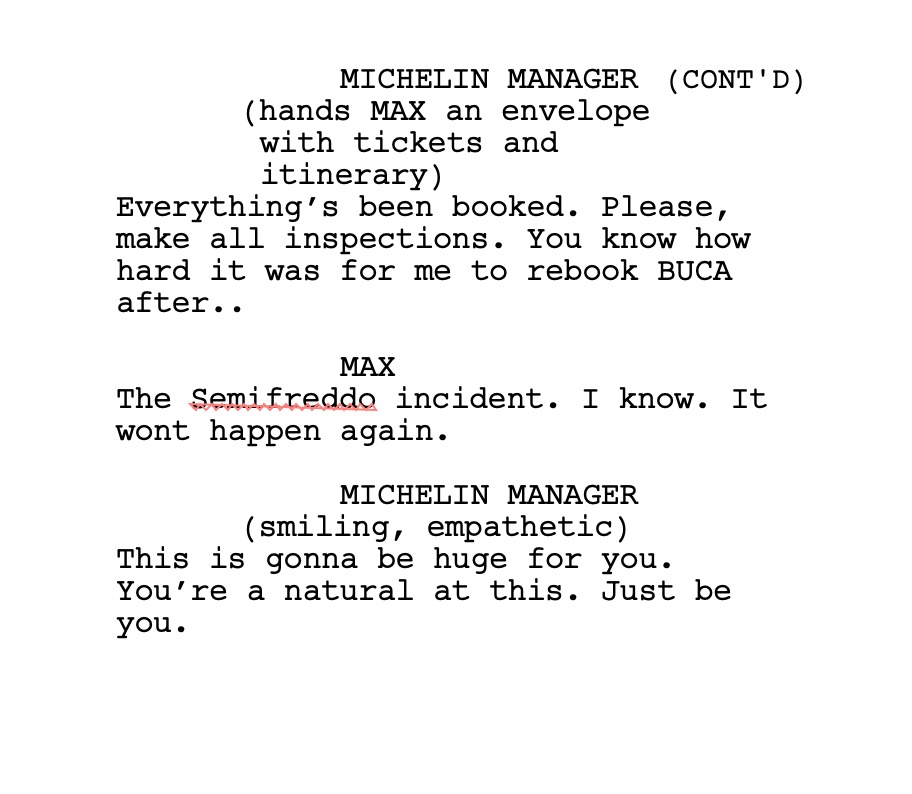 MICHELIN MANAGER (CONT'D)
(hands MAX an envelope
with tickets and
itinerary)
Everything’s been booked. Please,
make all inspections. You know how
hard it was for me to rebook BUCA
after..
MAX
The Semifreddo incident. I know. It
wont happen again.
MICHELIN MANAGER
(smiling, empathetic)
This is gonna be huge for you.
You’re a natural at this. Just be
you.